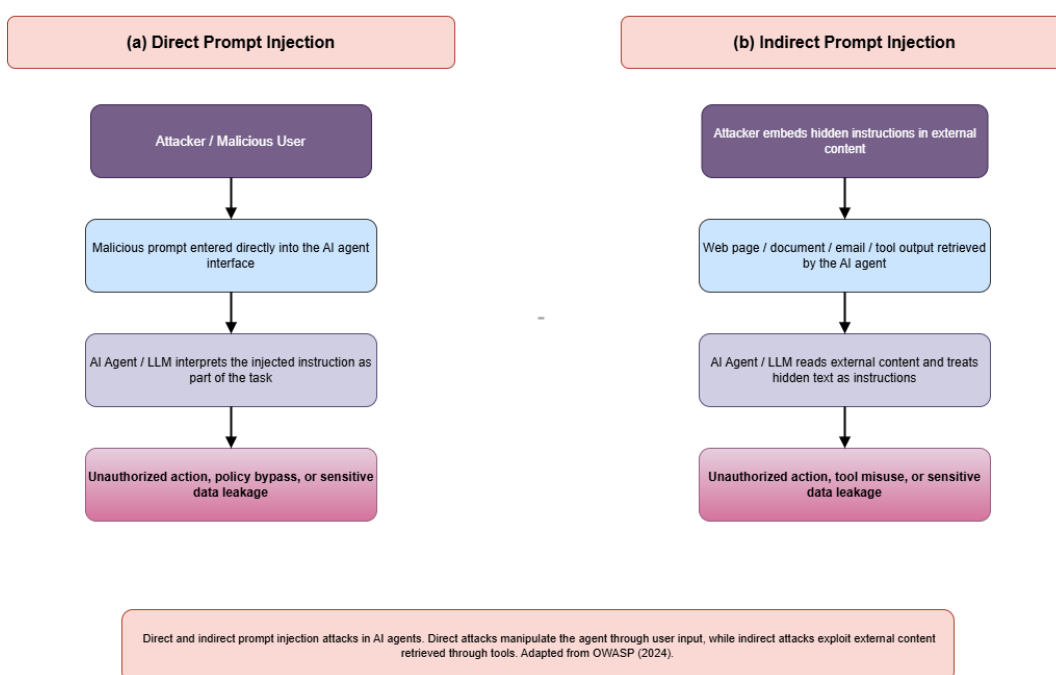 (a) Direct Prompt Injection
Attacker / Malicious User
Malicious prompt entered directly into the AI agent
interface
AI Agent / LLM interprets the injected instruction as
part of the task
Unauthorized action, policy bypass, or sensitive
data leakage
(b) Indirect Prompt Injection
Attacker embeds hidden instructions in external
content
Web page / document / email / tool output retrieved
by the AI agent
AI Agent / LLM reads external content and treats
hidden text as instructions
Unauthorized action, tool misuse, or sensitive
data leakage
Direct and indirect prompt injection attacks in AI agents. Direct attacks manipulate the agent through user input, while indirect attacks exploit external content
retrieved through tools. Adapted from OWASP (2024).